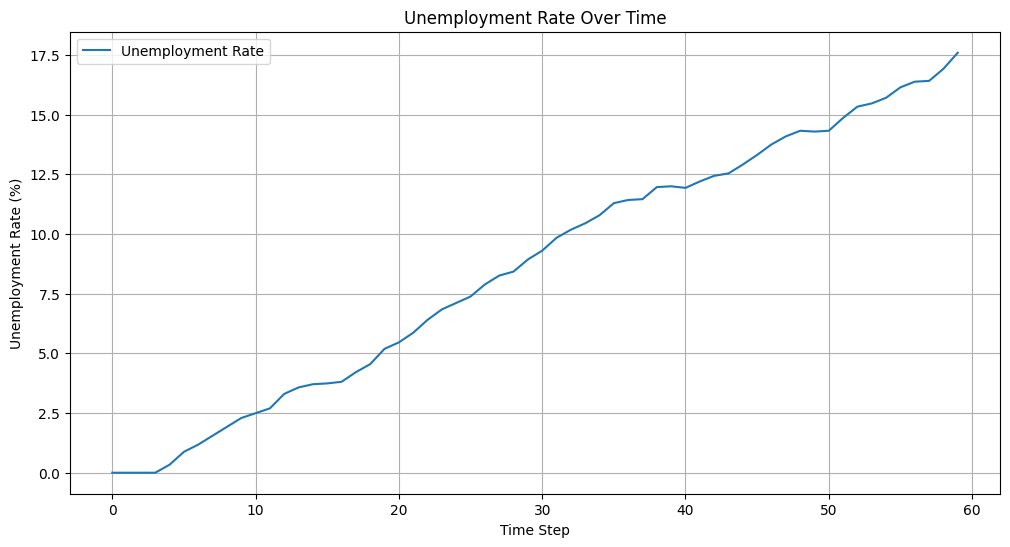 Unemployment Rate Over Time
Unemployment Rate
Unemployment Rate (%)
17.5
15.0
12.5
10.0
7.5
5.0
2.5
0.0
0 10 20 30 40 50 60
Time Step